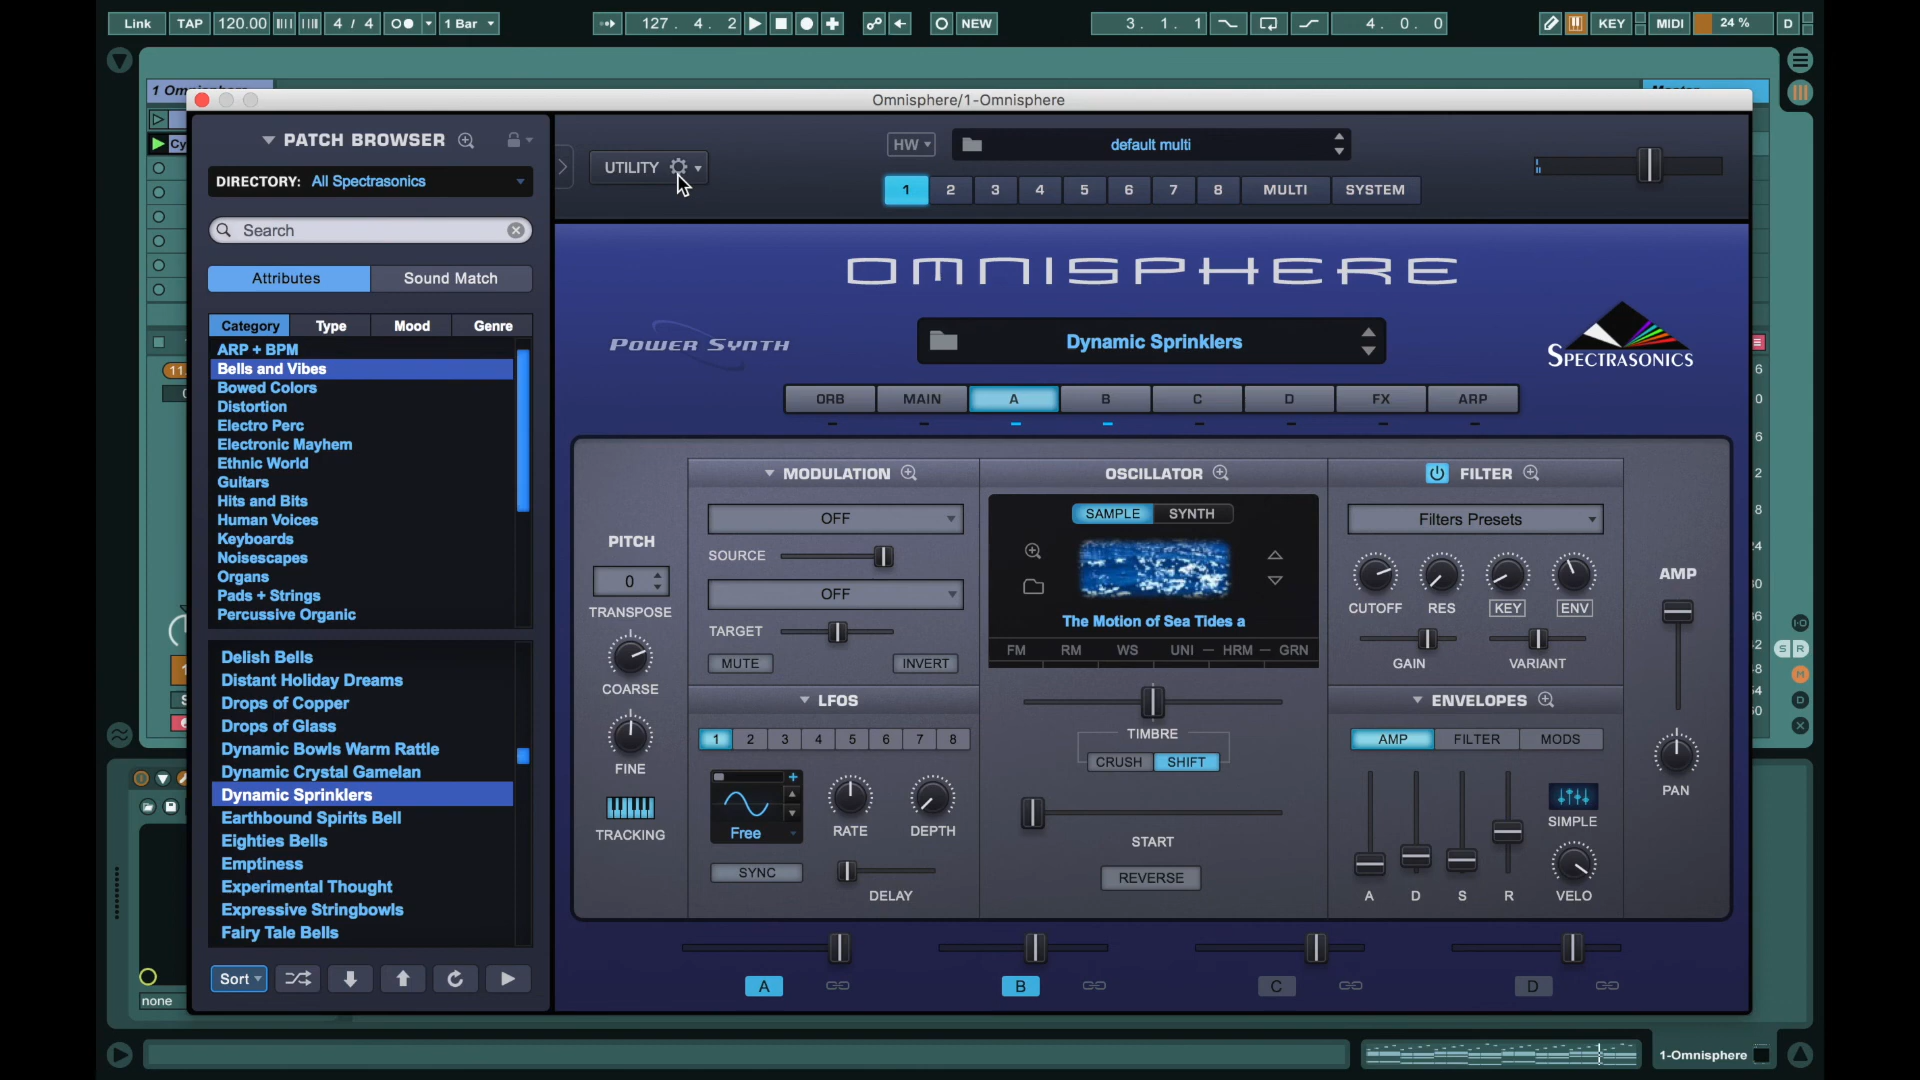 Link TAP 120.00 4 / 4 1 Bar 127. 4. 2 NEW 3. 1. 1 4. 0. 0 KEY MIDI 24 % D
1 Omnisphere
Omnisphere/1-Omnisphere
PATCH BROWSER
DIRECTORY: All Spectrasonics
Search
Attributes Sound Match
Category Type Mood Genre
ARP + BPM
Bells and Vibes
Bowed Colors
Distortion
Electro Perc
Electronic Mayhem
Ethnic World
Guitars
Hits and Bits
Human Voices
Keyboards
Noisescapes
Organs
Pads + Strings
Percussive Organic
Delish Bells
Distant Holiday Dreams
Drops of Copper
Drops of Glass
Dynamic Bowls Warm Rattle
Dynamic Crystal Gamelan
Dynamic Sprinklers
Earthbound Spirits Bell
Eighties Bells
Emptiness
Experimental Thought
Expressive Stringbowls
Fairy Tale Bells
Sort
none
UTILITY
HW default multi
1 2 3 4 5 6 7 8 MULTI SYSTEM
OMNISPHERE
POWER SYNTH
Dynamic Sprinklers
SPECTRASONICS
ORB MAIN A B C D FX ARP
PITCH
0
TRANSPOSE
COARSE
FINE
TRACKING
MODULATION
OFF
SOURCE
OFF
TARGET
MUTE INVERT
LFOS
1 2 3 4 5 6 7 8
Free
RATE DEPTH
SYNC
DELAY
OSCILLATOR
SAMPLE SYNTH
The Motion of Sea Tides a
FM RM WS UNI HRM GRN
TIMBRE
CRUSH SHIFT
START
REVERSE
FILTER
Filters Presets
CUTOFF RES KEY ENV
GAIN VARIANT
ENVELOPES
AMP FILTER MODS
SIMPLE
A D S R VELO
AMP
PAN
A B C D
S R
M
D
1-Omnisphere